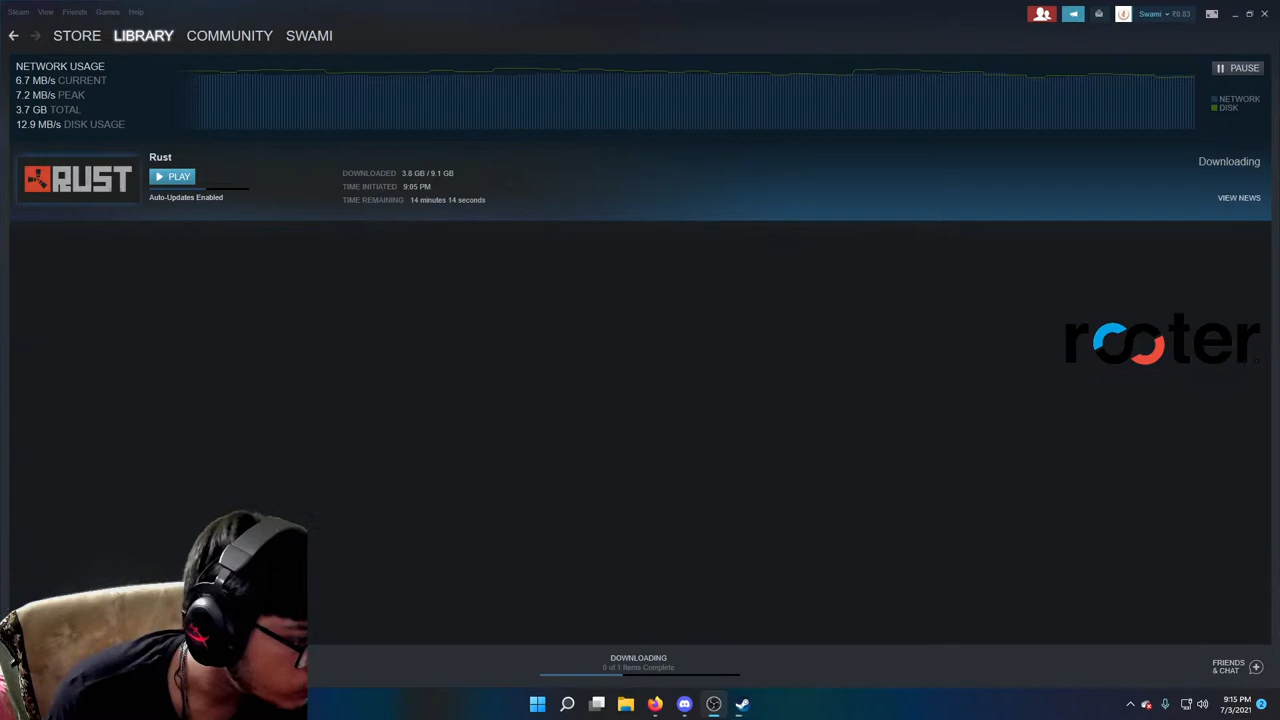 Steam View Friends Games Help
Swami ₹0.83
STORE LIBRARY COMMUNITY SWAMI
NETWORK USAGE
6.7 MB/s CURRENT
7.2 MB/s PEAK
3.7 GB TOTAL
12.9 MB/s DISK USAGE
PAUSE
NETWORK
DISK
RUST
Rust
PLAY
Auto-Updates Enabled
DOWNLOADED 3.8 GB / 9.1 GB
TIME INITIATED 9:05 PM
TIME REMAINING 14 minutes 14 seconds
Downloading
VIEW NEWS
rooter
DOWNLOADING
0 of 1 Items Complete
FRIENDS
& CHAT
9:15 PM
7/3/2021
2